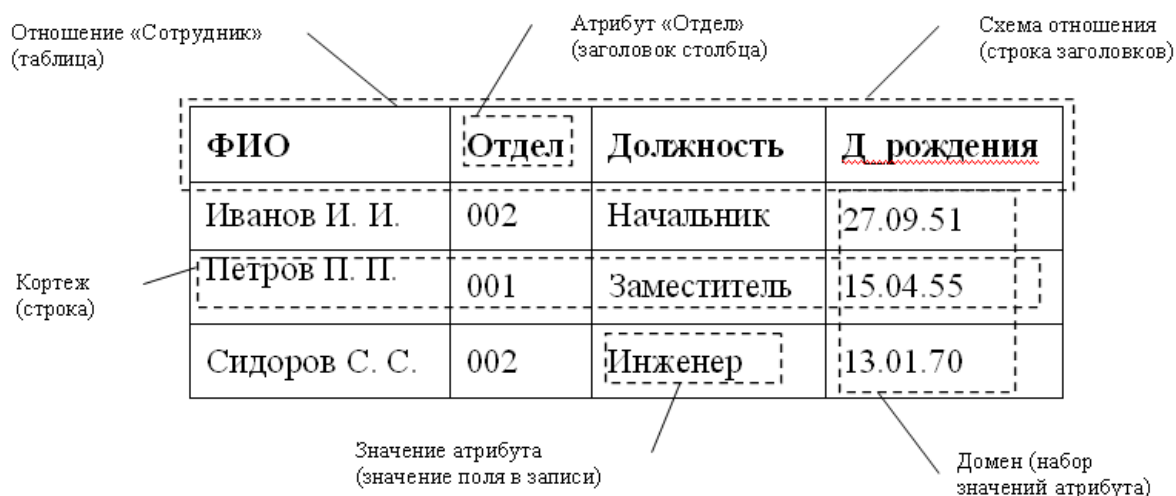 Отношение «Сотрудник»
(таблица)
Атрибут «Отдел»
(заголовок столбца)
Схема отношения
(строка заголовков)
ФИО Отдел Должность Д_рождения
Иванов И. И. 002 Начальник 27.09.51
Петров П. П. 001 Заместитель 15.04.55
Кортеж
(строка)
Сидоров С. С. 002 Инженер 13.01.70
Значение атрибута
(значение поля в записи)
Домен (набор
значений атрибута)